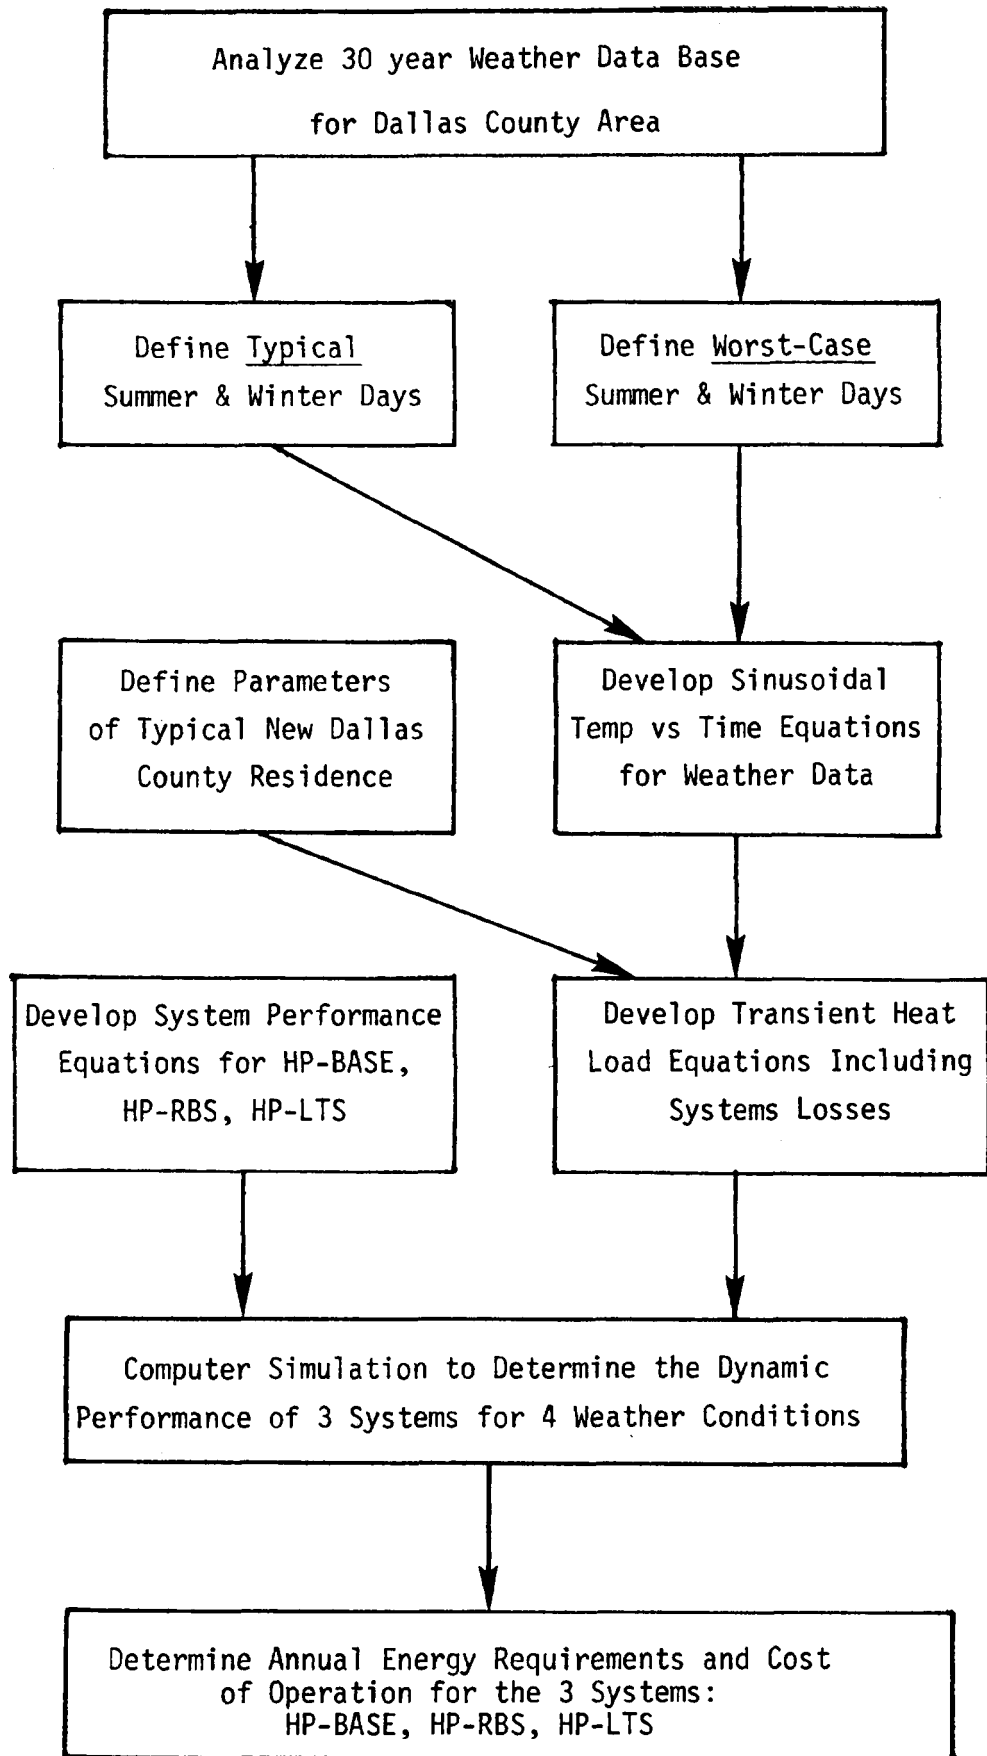 Analyze 30 year Weather Data Base
for Dallas County Area
Define Typical
Summer & Winter Days
Define Worst-Case
Summer & Winter Days
Define Parameters
of Typical New Dallas
County Residence
Develop Sinusoidal
Temp vs Time Equations
for Weather Data
Develop System Performance
Equations for HP-BASE,
HP-RBS, HP-LTS
Develop Transient Heat
Load Equations Including
Systems Losses
Computer Simulation to Determine the Dynamic
Performance of 3 Systems for 4 Weather Conditions
Determine Annual Energy Requirements and Cost
of Operation for the 3 Systems:
HP-BASE, HP-RBS, HP-LTS